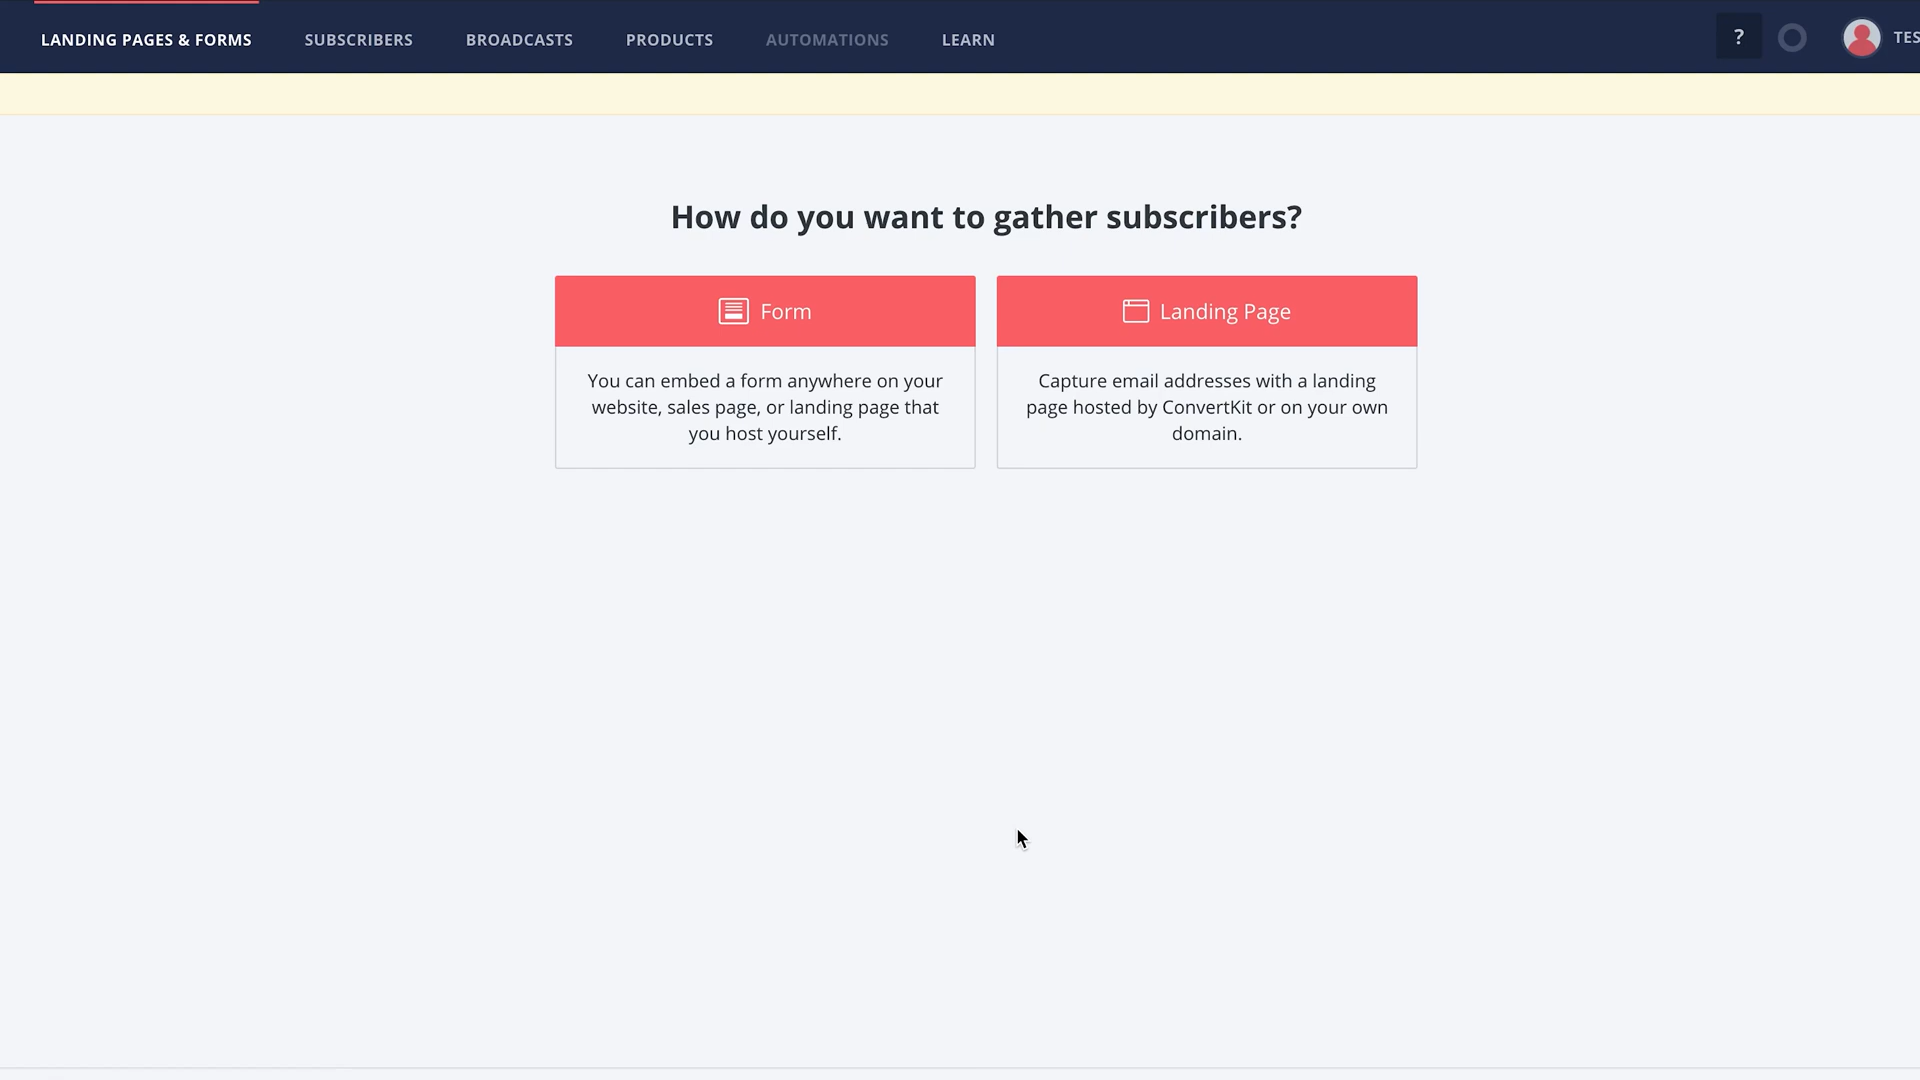 LANDING PAGES & FORMS SUBSCRIBERS BROADCASTS PRODUCTS AUTOMATIONS LEARN ? TES
How do you want to gather subscribers?
Form
You can embed a form anywhere on your
website, sales page, or landing page that
you host yourself.
Landing Page
Capture email addresses with a landing
page hosted by ConvertKit or on your own
domain.